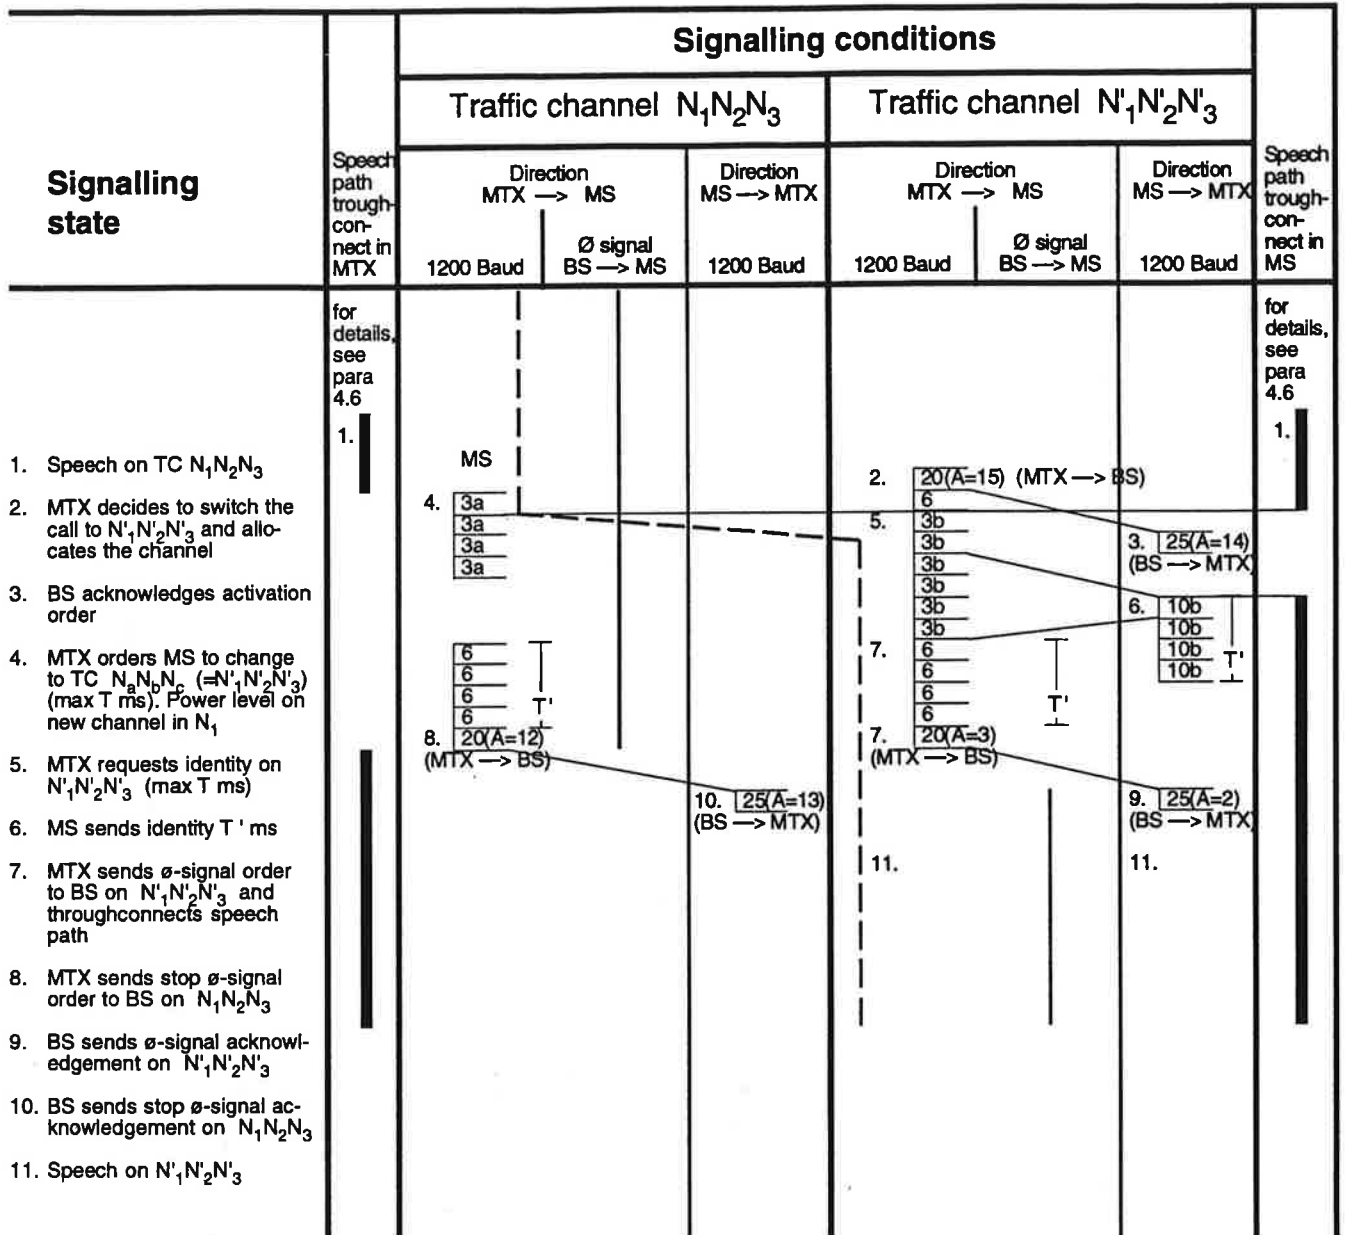 Signalling conditions
Traffic channel N₁N₂N₃
Traffic channel N'₁N'₂N'₃
Signalling
state
Speech
path
trough-
con-
nect in
MTX
Direction
MTX —> MS
1200 Baud
Ø signal
BS —> MS
Direction
MS —> MTX
1200 Baud
Direction
MTX —> MS
1200 Baud
Ø signal
BS —> MS
Direction
MS —> MTX
1200 Baud
Speech
path
trough-
con-
nect in
MS
1. Speech on TC N₁N₂N₃
2. MTX decides to switch the
call to N'₁N'₂N'₃ and allo-
cates the channel
3. BS acknowledges activation
order
4. MTX orders MS to change
to TC NₐN_bN_c (=N'₁N'₂N'₃)
(max T ms). Power level on
new channel in N₁
5. MTX requests identity on
N'₁N'₂N'₃ (max T ms)
6. MS sends identity T ' ms
7. MTX sends ø-signal order
to BS on N'₁N'₂N'₃ and
throughconnects speech
path
8. MTX sends stop ø-signal
order to BS on N₁N₂N₃
9. BS sends ø-signal acknowl-
edgement on N'₁N'₂N'₃
10. BS sends stop ø-signal ac-
knowledgement on N₁N₂N₃
11. Speech on N'₁N'₂N'₃
for
details,
see
para
4.6
1.
MS
4. 3a
3a
3a
3a
6
6
6
6
T'
8. 20(A=12)
(MTX —> BS)
10. 25(A=13)
(BS —> MTX)
2. 20(A=15) (MTX —> BS)
6
5. 3b
3b
3b
3b
3b
3b
7. 6
6
6
6
T'
7. 20(A=3)
(MTX —> BS)
11.
3. 25(A=14)
(BS —> MTX)
6. 10b
10b
10b
10b
T'
9. 25(A=2)
(BS —> MTX)
11.
for
details,
see
para
4.6
1.